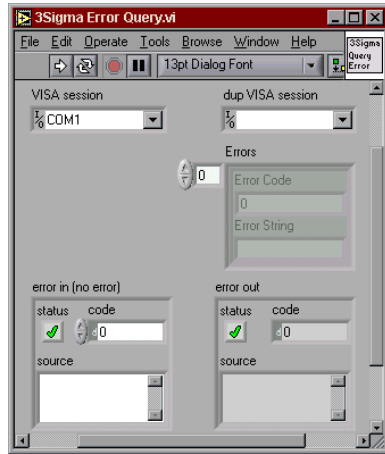 3Sigma Error Query.vi
File Edit Operate Tools Browse Window Help
3Sigma
Query
Error
13pt Dialog Font
VISA session
dup VISA session
I/O COM1
I/O
Errors
0
Error Code
0
Error String
error in (no error)
error out
status code
status code
d 0
d 0
source
source